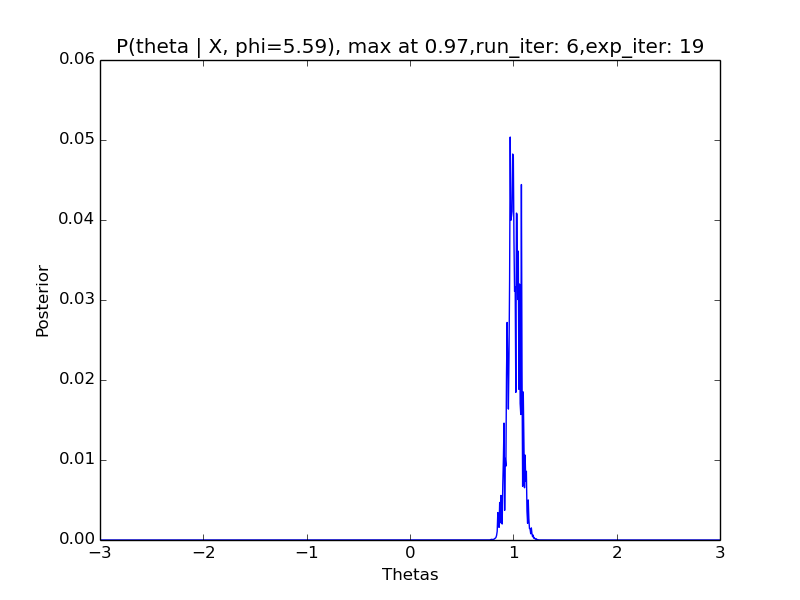 P(theta | X, phi=5.59), max at 0.97,run_iter: 6,exp_iter: 19
0.06
0.05
0.04
0.03
0.02
0.01
0.00
Posterior
−3 −2 −1 0 1 2 3
Thetas